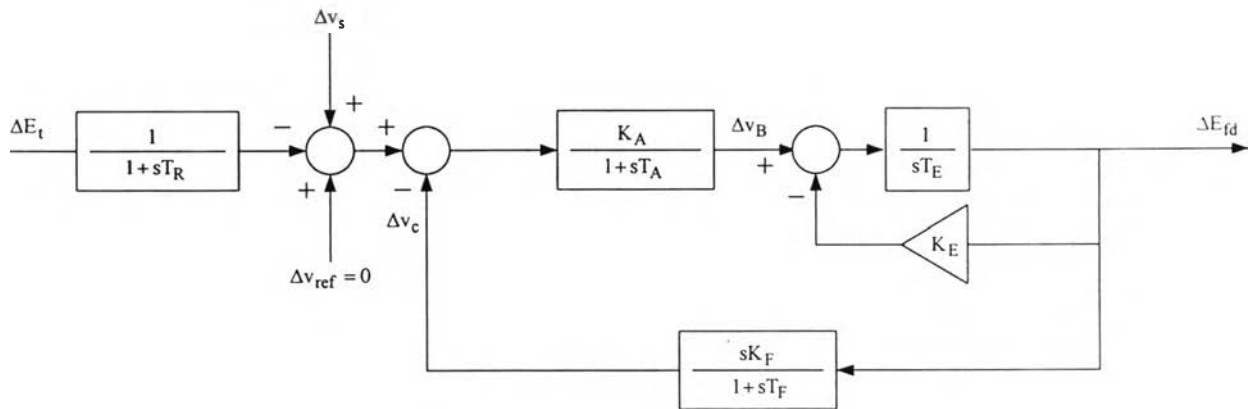 Δv_s
ΔE_t
1
1+sT_R
−
+
+
Δv_ref = 0
+
−
Δv_c
K_A
1+sT_A
Δv_B
+
−
1
sT_E
K_E
ΔE_fd
sK_F
1+sT_F